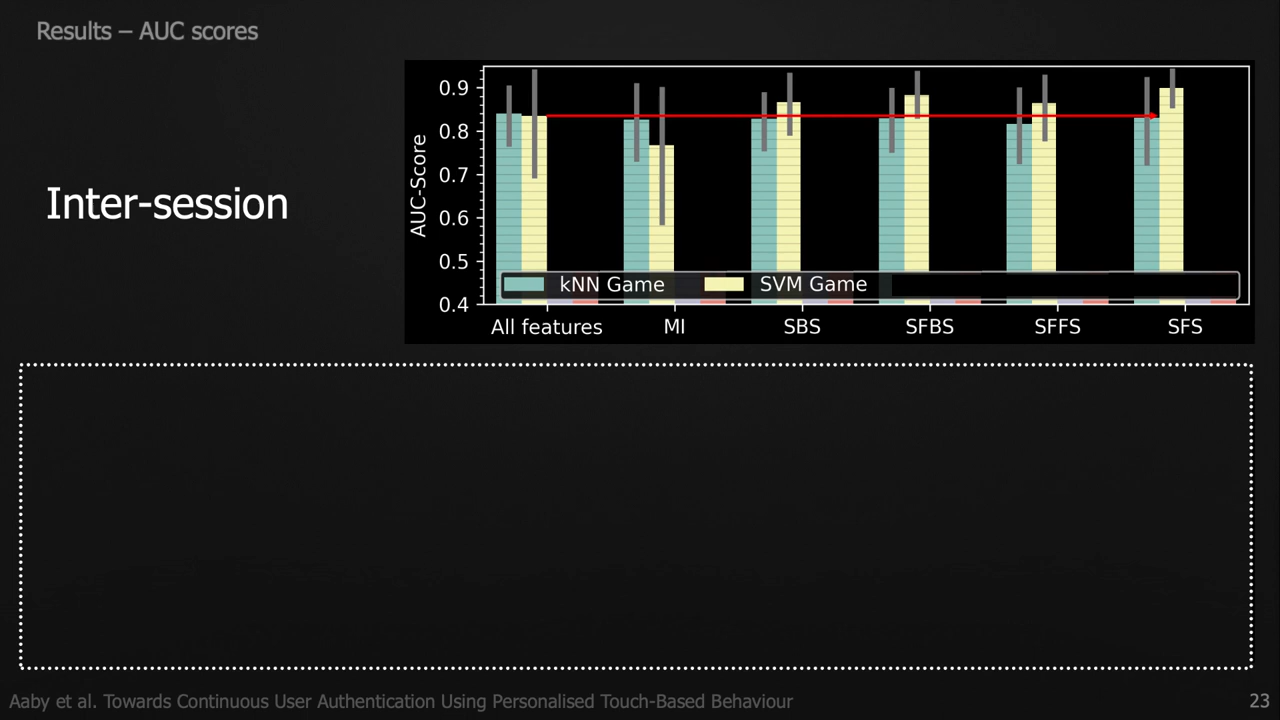 Results – AUC scores
Inter-session
AUC-Score
0.9
0.8
0.7
0.6
0.5
0.4
kNN Game
SVM Game
All features
MI
SBS
SFBS
SFFS
SFS
Aaby et al. Towards Continuous User Authentication Using Personalised Touch-Based Behaviour
23